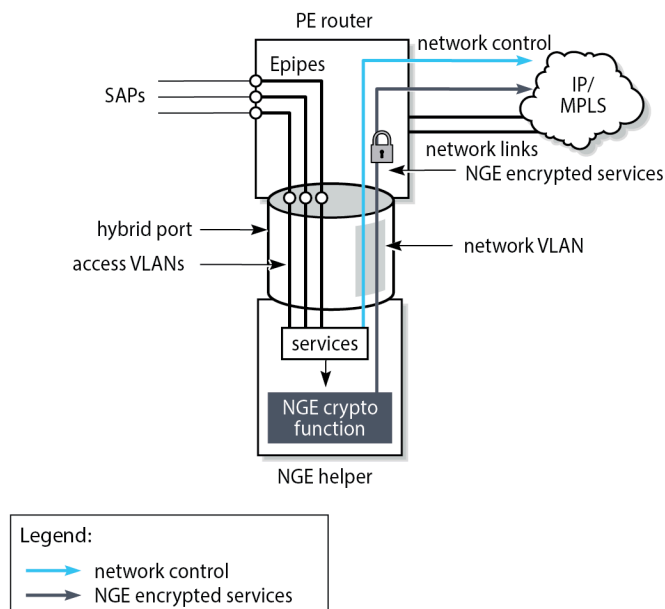 PE router
network control
Epipes
IP/
MPLS
SAPs
network links
NGE encrypted services
hybrid port
network VLAN
access VLANs
services
NGE crypto
function
NGE helper
Legend:
network control
NGE encrypted services